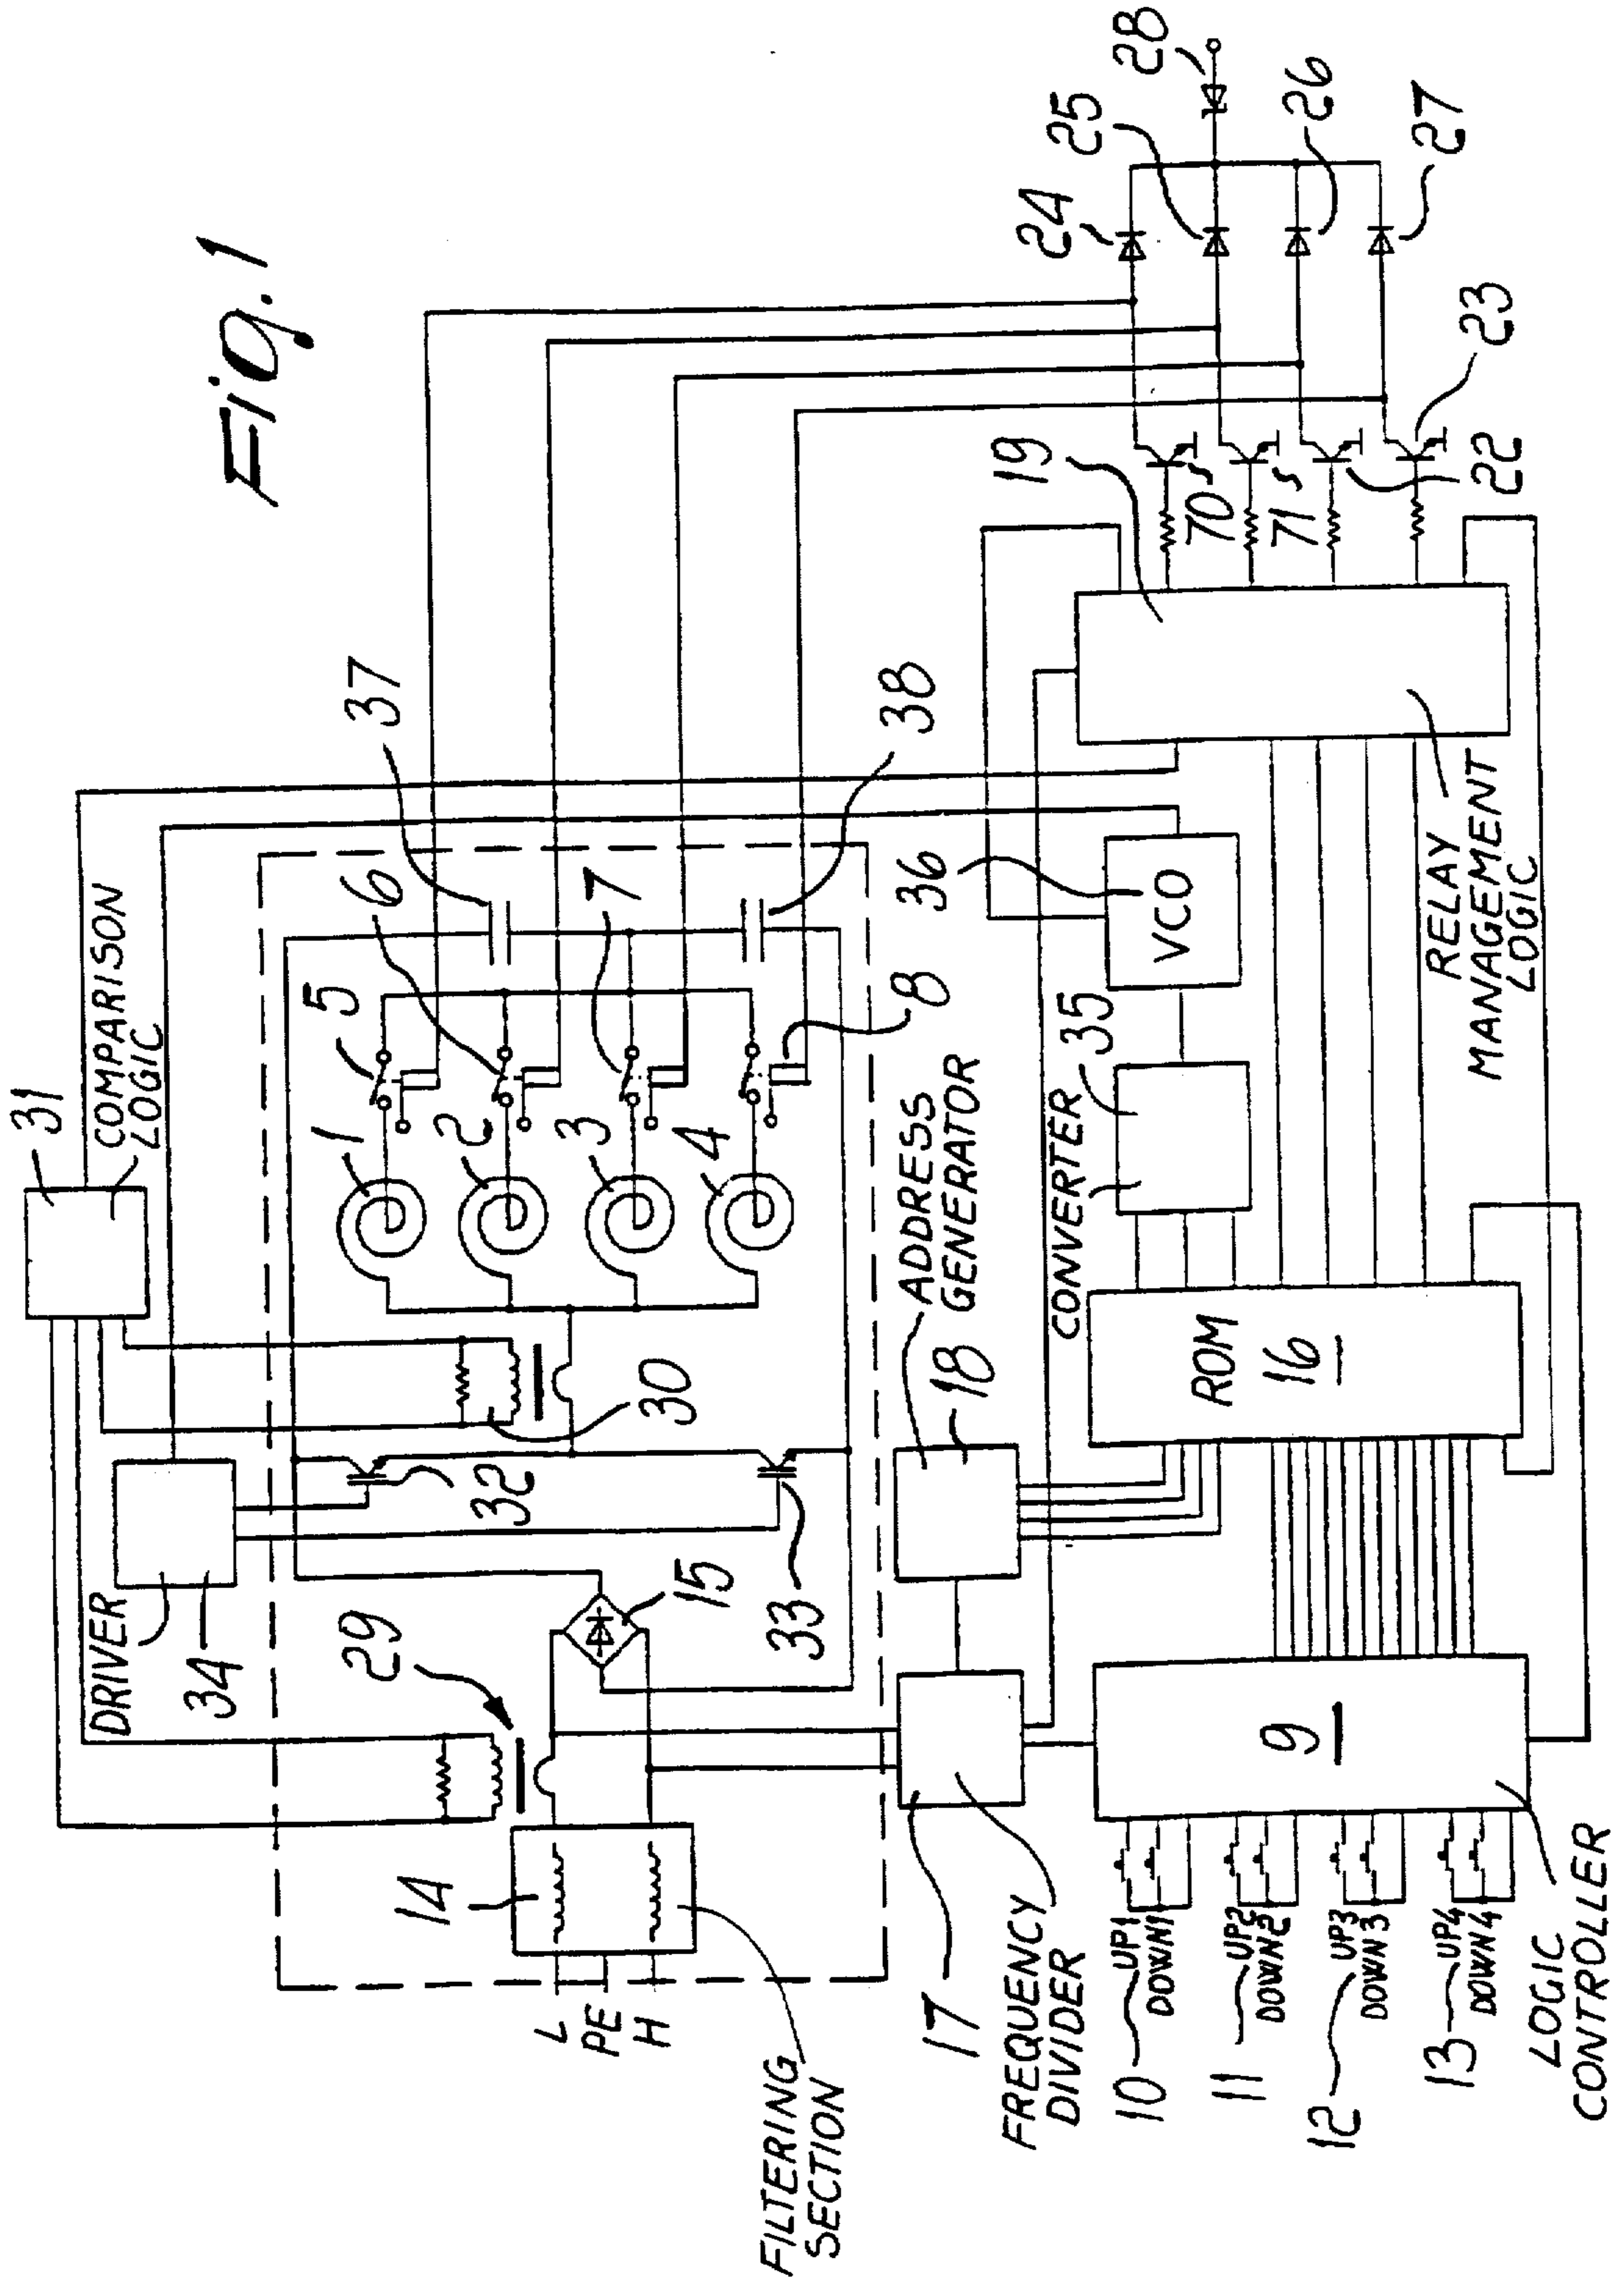 Fig. 1
31
COMPARISON
LOGIC
DRIVER
34
29
32
30
1
2
3
4
5
6
7
8
37
38
14
15
33
L
PE
H
FILTERING
SECTION
17
FREQUENCY
DIVIDER
18
ADDRESS
GENERATOR
CONVERTER
35
36
VCO
19
24
25
26
27
28
70
71
22
23
10
UP1
DOWN1
11
UP2
DOWN2
12
UP3
DOWN3
13
UP4
DOWN4
9
LOGIC
CONTROLLER
ROM
16
RELAY
MANAGEMENT
LOGIC